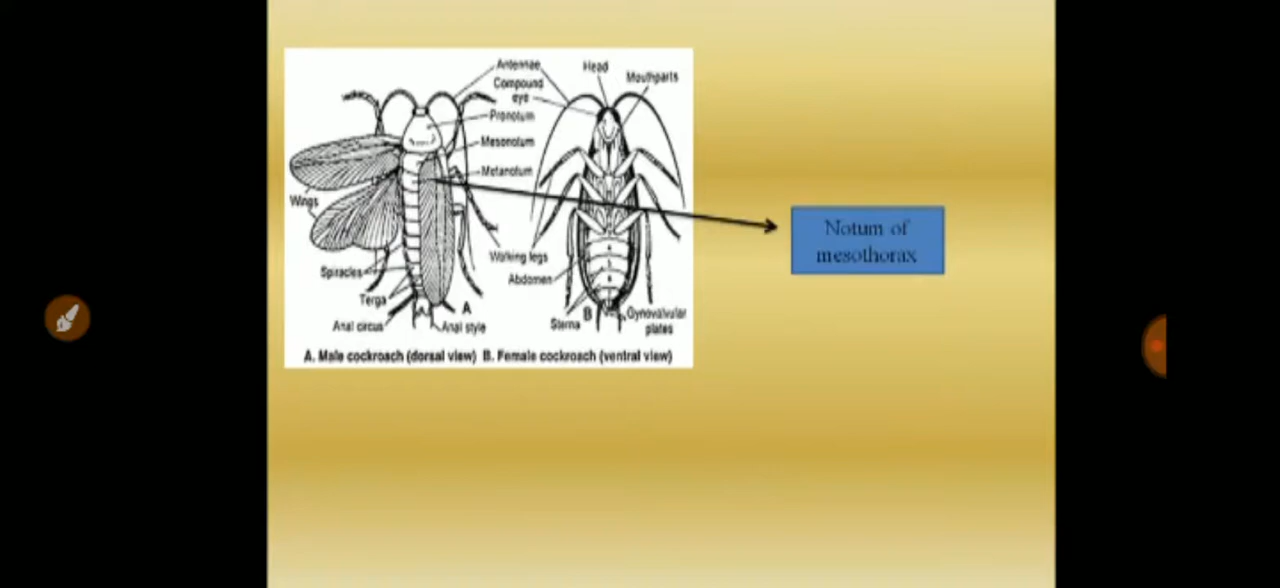 Antennae
Head
Compound
eye
Mouthparts
Pronotum
Mesonotum
Metanotum
Wings
Notum of
mesothorax
Walking legs
Spiracles
Abdomen
Terga
A
B
Anal circus
Anal style
Sterna
Gynovalvular
plates
A. Male cockroach (dorsal view) B. Female cockroach (ventral view)